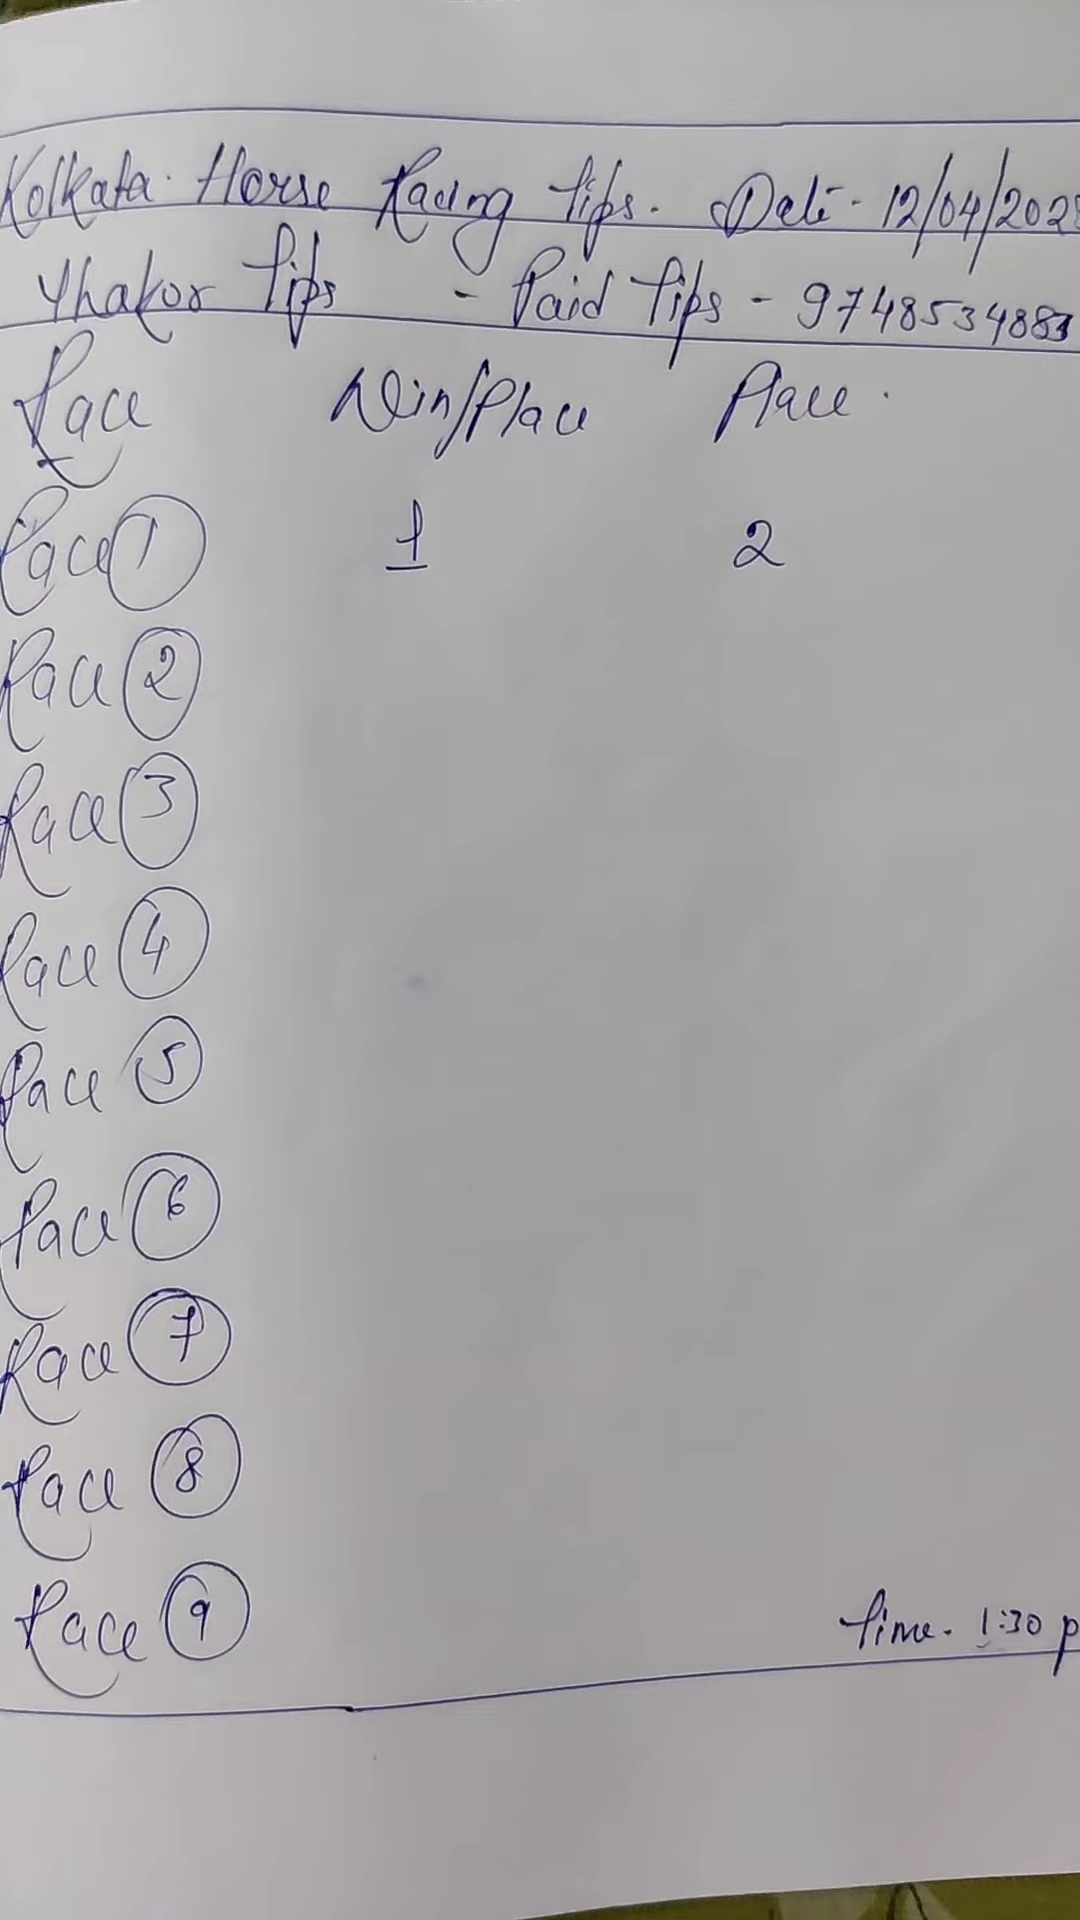 Kolkata. Horse Racing Tips. Date - 12/04/202
Thakor Tips - Paid Tips - 9748534883
Race Win/Place Place.
Race 1 1 2
Race 2
Race 3
Race 4
Race 5
Race 6
Race 7
Race 8
Race 9
Time. 1:30 p